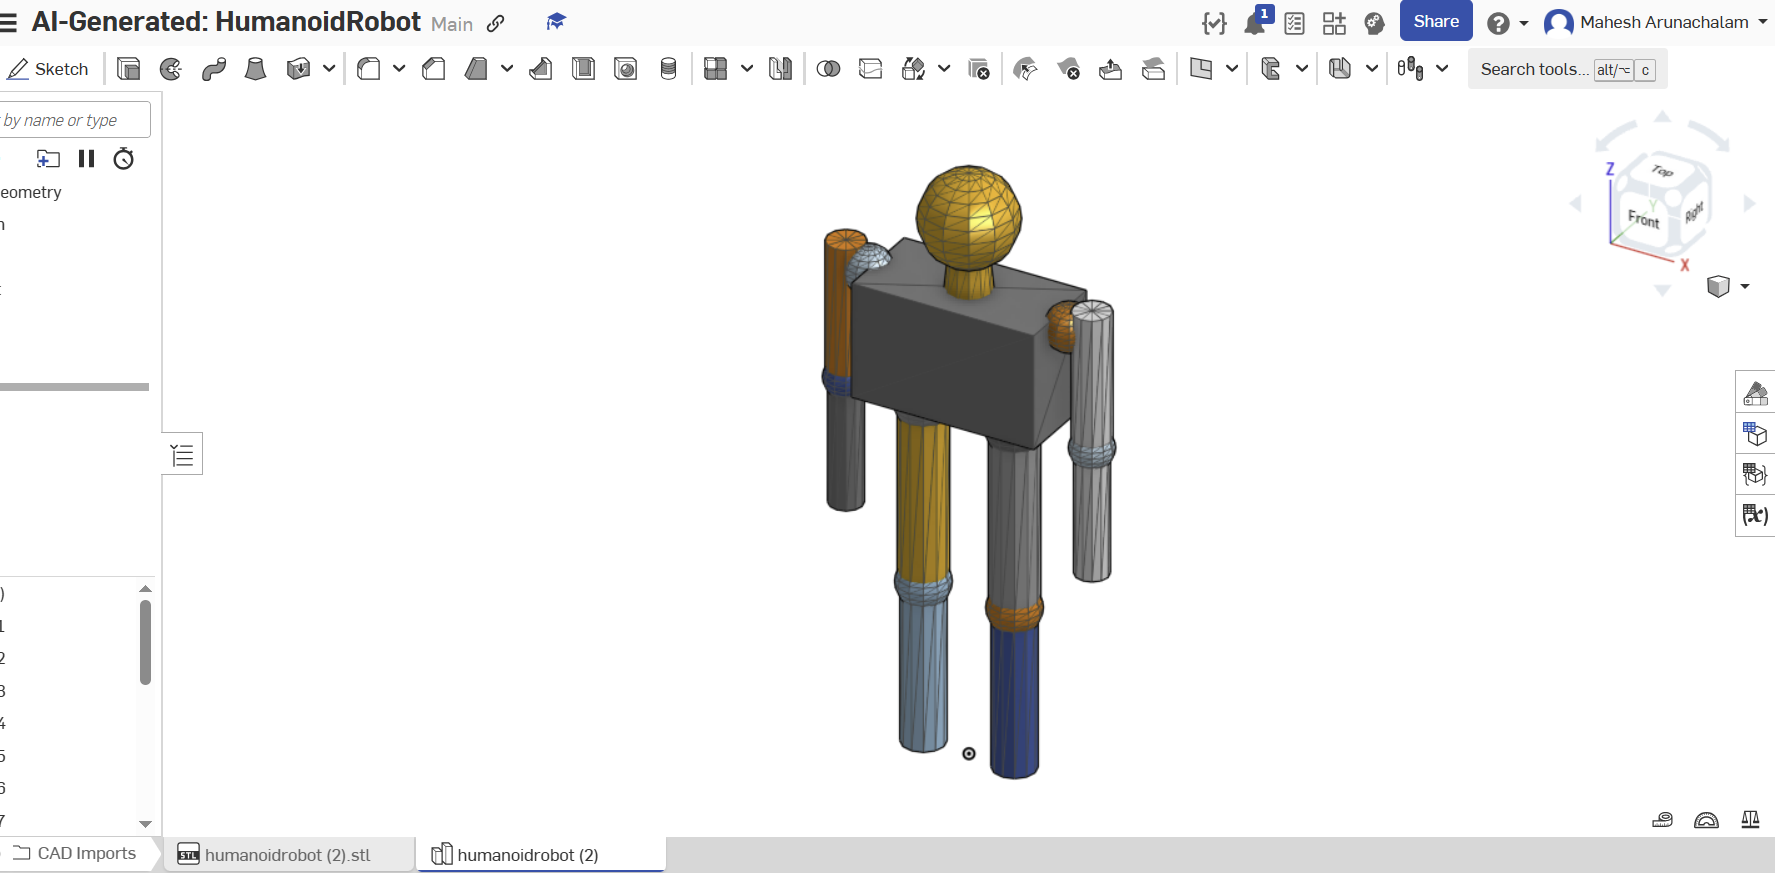 AI-Generated: HumanoidRobot Main
1
Share
Mahesh Arunachalam
Sketch
Search tools... alt/⌥ c
by name or type
eometry
Z
Top
Y
Front
Right
X
)
1
2
3
4
5
6
7
CAD Imports
STL humanoidrobot (2).stl
humanoidrobot (2)